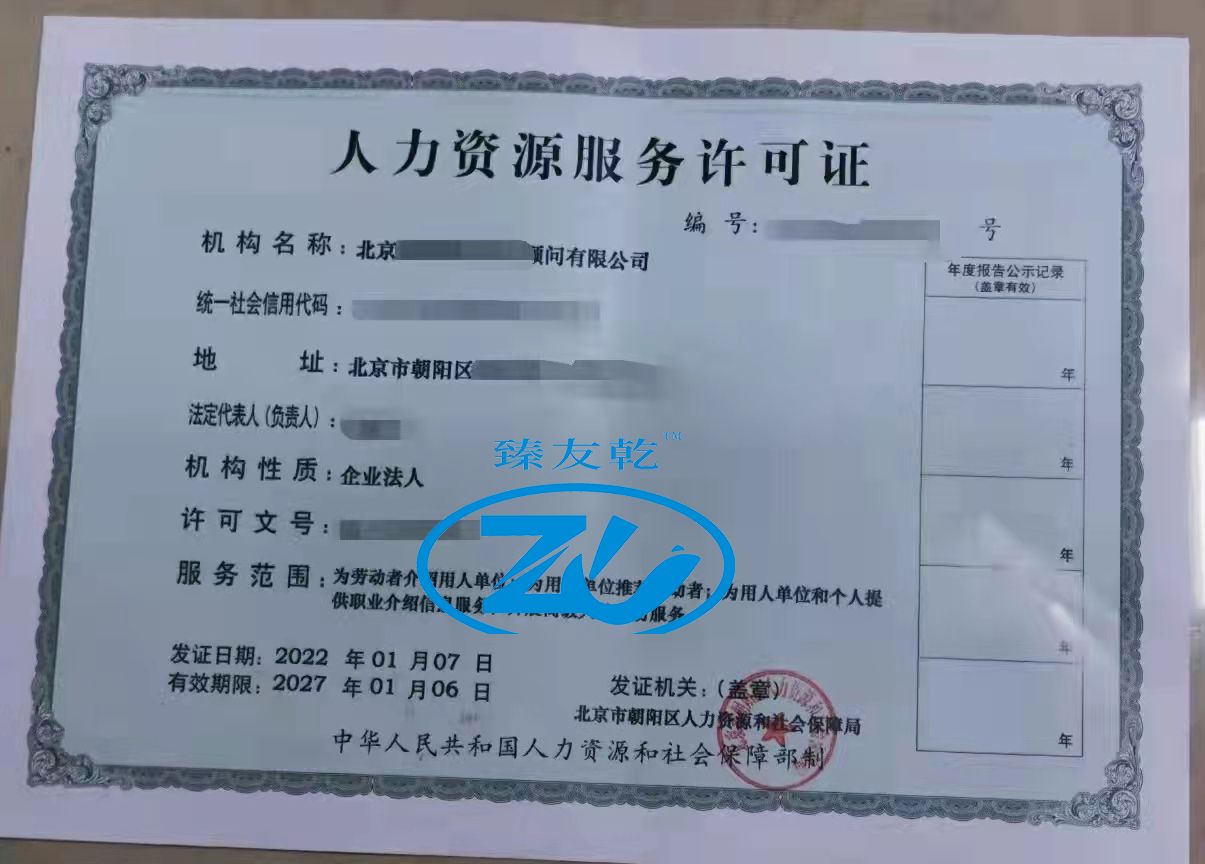 人力资源服务许可证
编 号: 号
机构名称: 北京 顾问有限公司
统一社会信用代码:
地 址: 北京市朝阳区
法定代表人(负责人):
机构性质: 企业法人
许可文号:
服务范围: 为劳动者介绍用人单位; 为用 单位推荐 动者; 为用人单位和个人提
供职业介绍信息服务 服务
发证日期: 2022 年 01 月 07 日
有效期限: 2027 年 01 月 06 日
发证机关: (盖章)
北京市朝阳区人力资源和社会保障局
中华人民共和国人力资源和社会保障部制
年度报告公示记录
(盖章有效)
年
年
年
年
年
臻友乾™